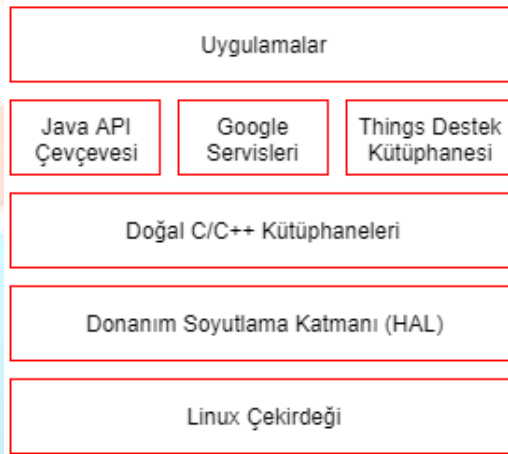 Uygulamalar
Java API
Çevçevesi
Google
Servisleri
Things Destek
Kütüphanesi
Doğal C/C++ Kütüphaneleri
Donanım Soyutlama Katmanı (HAL)
Linux Çekirdeği